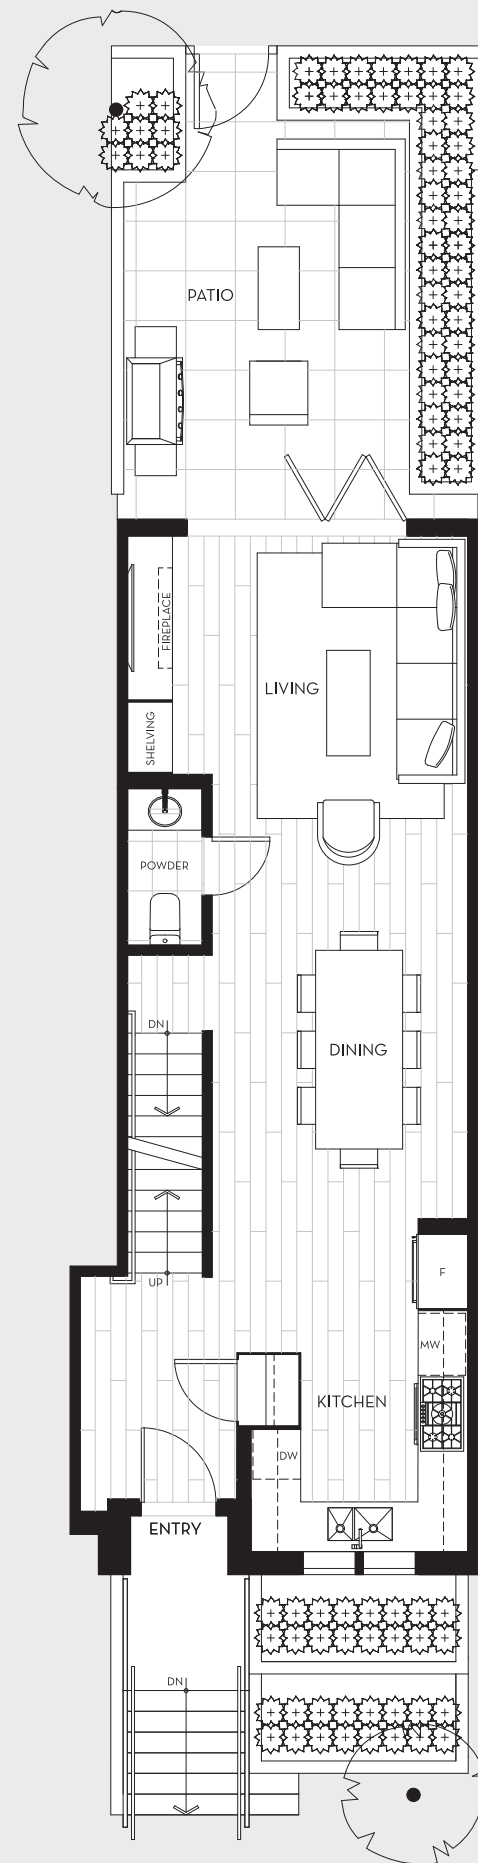 PATIO
FIREPLACE
LIVING
SHELVING
POWDER
DN
DINING
UP
F
MW
KITCHEN
DW
ENTRY
DN